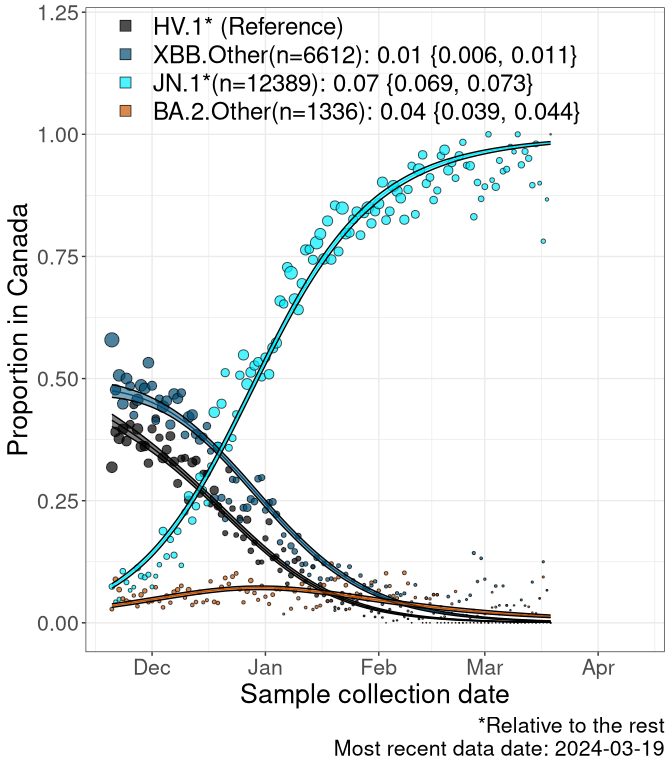 1.25
HV.1* (Reference)
XBB.Other(n=6612): 0.01 {0.006, 0.011}
JN.1*(n=12389): 0.07 {0.069, 0.073}
BA.2.Other(n=1336): 0.04 {0.039, 0.044}
1.00
0.75
0.50
0.25
0.00
Proportion in Canada
Dec Jan Feb Mar Apr
Sample collection date
*Relative to the rest
Most recent data date: 2024-03-19